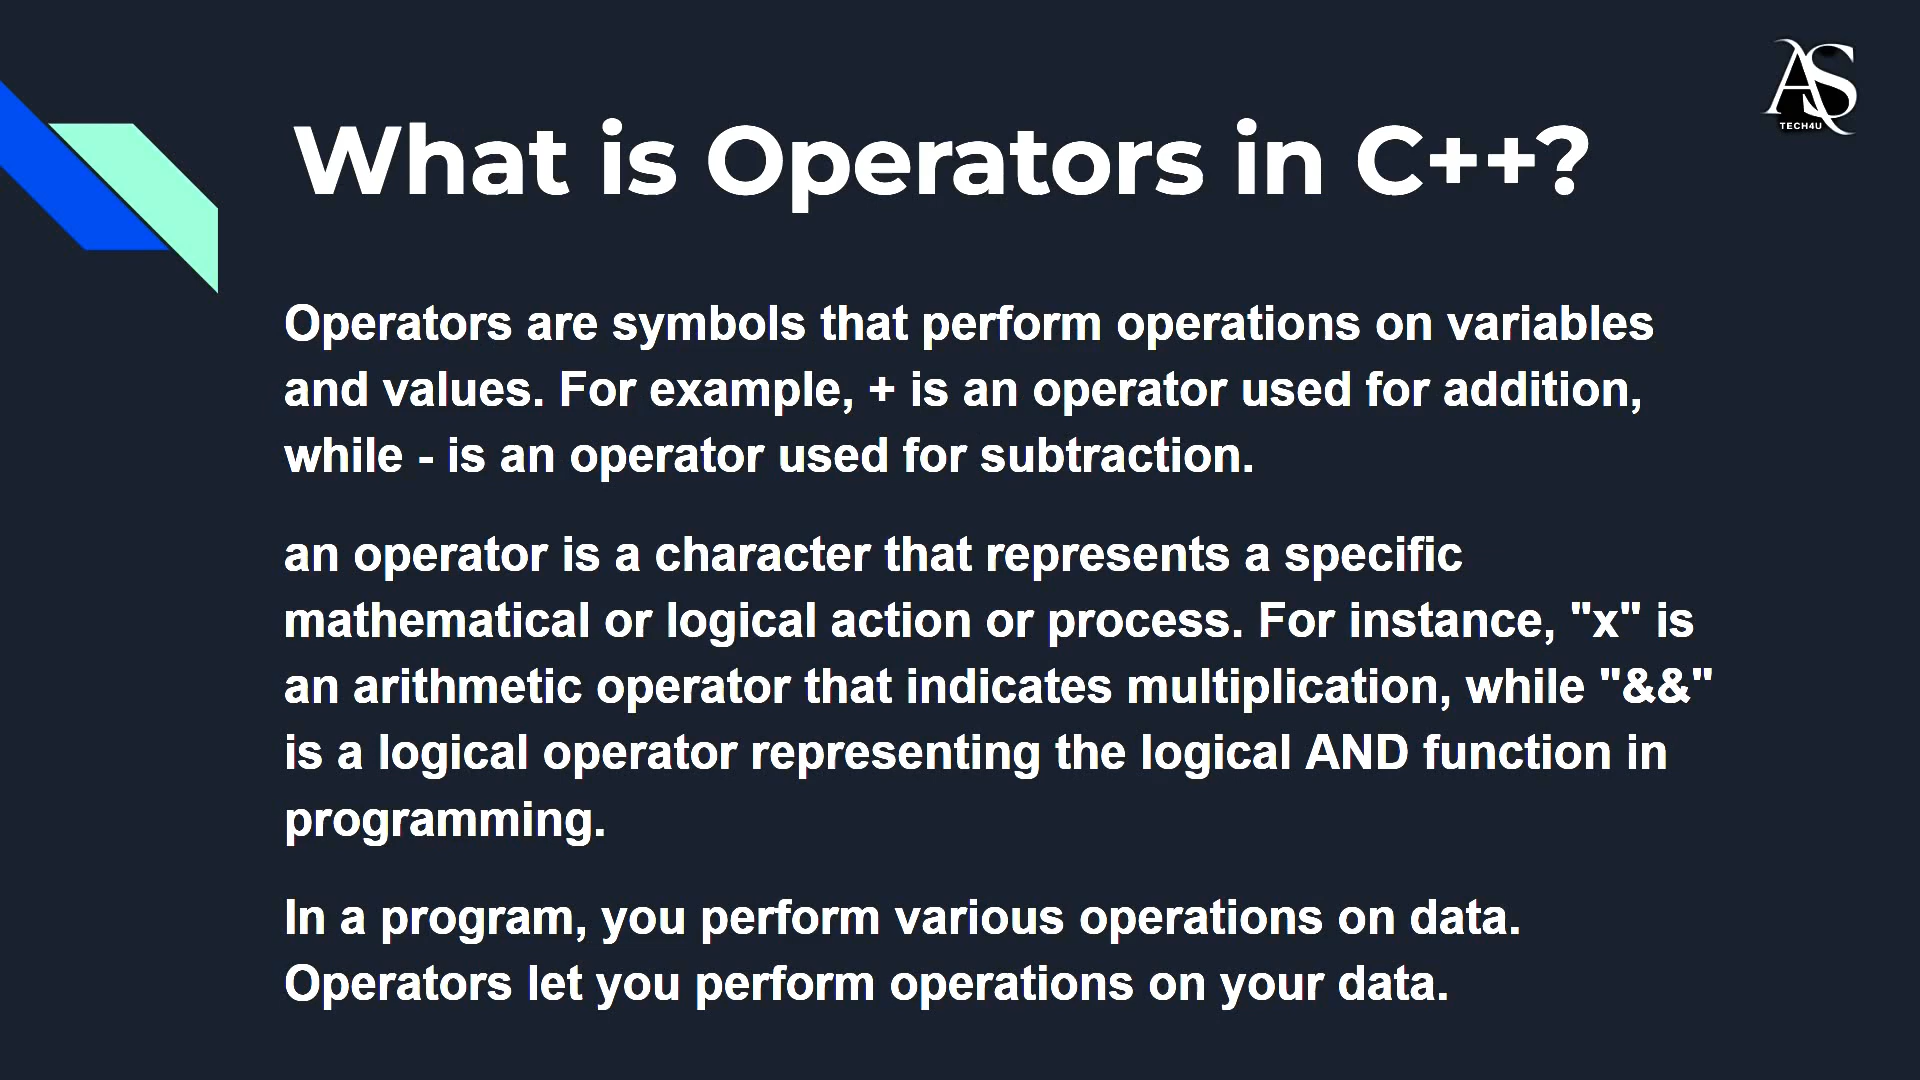 AS
TECH4U
What is Operators in C++?
Operators are symbols that perform operations on variables
and values. For example, + is an operator used for addition,
while - is an operator used for subtraction.
an operator is a character that represents a specific
mathematical or logical action or process. For instance, "x" is
an arithmetic operator that indicates multiplication, while "&&"
is a logical operator representing the logical AND function in
programming.
In a program, you perform various operations on data.
Operators let you perform operations on your data.